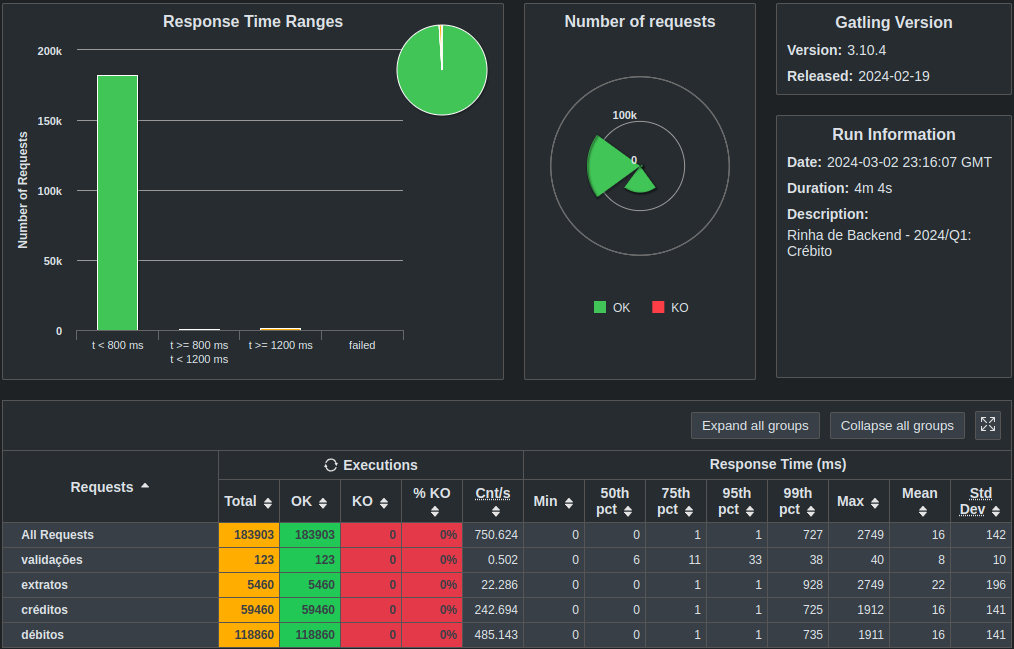 Response Time Ranges
Number of Requests
200k
150k
100k
50k
0
t < 800 ms
t >= 800 ms
t < 1200 ms
t >= 1200 ms
failed
Number of requests
100k
0
OK
KO
Gatling Version
Version: 3.10.4
Released: 2024-02-19
Run Information
Date: 2024-03-02 23:16:07 GMT
Duration: 4m 4s
Description:
Rinha de Backend - 2024/Q1:
Crébito
Expand all groups
Collapse all groups
Requests
Executions
Response Time (ms)
Total OK KO % KO Cnt/s Min 50th pct 75th pct 95th pct 99th pct Max Mean Std Dev
All Requests 183903 183903 0 0% 750.624 0 0 1 1 727 2749 16 142
validações 123 123 0 0% 0.502 0 6 11 33 38 40 8 10
extratos 5460 5460 0 0% 22.286 0 0 1 1 928 2749 22 196
créditos 59460 59460 0 0% 242.694 0 0 1 1 725 1912 16 141
débitos 118860 118860 0 0% 485.143 0 0 1 1 735 1911 16 141